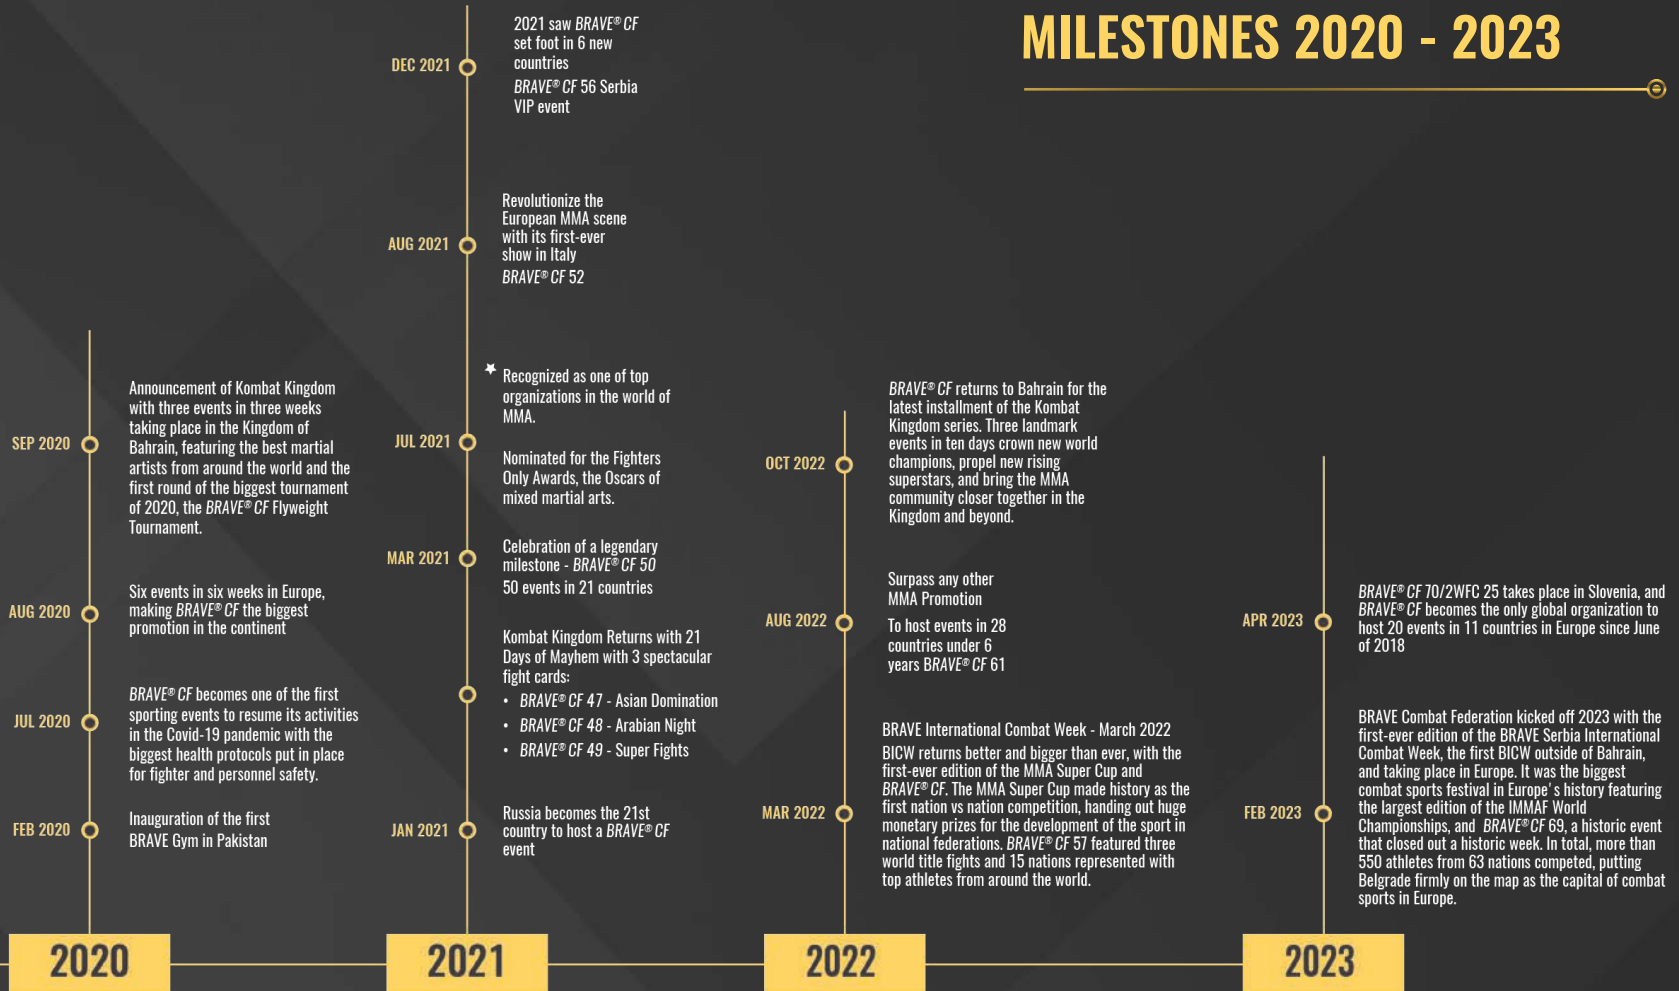 MILESTONES 2020 - 2023
SEP 2020
Announcement of Kombat Kingdom
with three events in three weeks
taking place in the Kingdom of
Bahrain, featuring the best martial
artists from around the world and the
first round of the biggest tournament
of 2020, the BRAVE® CF Flyweight
Tournament.
AUG 2020
Six events in six weeks in Europe,
making BRAVE® CF the biggest
promotion in the continent
JUL 2020
BRAVE® CF becomes one of the first
sporting events to resume its activities
in the Covid-19 pandemic with the
biggest health protocols put in place
for fighter and personnel safety.
FEB 2020
Inauguration of the first
BRAVE Gym in Pakistan
2020
DEC 2021
2021 saw BRAVE® CF
set foot in 6 new
countries
BRAVE® CF 56 Serbia
VIP event
AUG 2021
Revolutionize the
European MMA scene
with its first-ever
show in Italy
BRAVE® CF 52
JUL 2021
Recognized as one of top
organizations in the world of
MMA.
Nominated for the Fighters
Only Awards, the Oscars of
mixed martial arts.
MAR 2021
Celebration of a legendary
milestone - BRAVE® CF 50
50 events in 21 countries
Kombat Kingdom Returns with 21
Days of Mayhem with 3 spectacular
fight cards:
• BRAVE® CF 47 - Asian Domination
• BRAVE® CF 48 - Arabian Night
• BRAVE® CF 49 - Super Fights
JAN 2021
Russia becomes the 21st
country to host a BRAVE® CF
event
2021
OCT 2022
BRAVE® CF returns to Bahrain for the
latest installment of the Kombat
Kingdom series. Three landmark
events in ten days crown new world
champions, propel new rising
superstars, and bring the MMA
community closer together in the
Kingdom and beyond.
AUG 2022
Surpass any other
MMA Promotion
To host events in 28
countries under 6
years BRAVE® CF 61
MAR 2022
BRAVE International Combat Week - March 2022
BICW returns better and bigger than ever, with the
first-ever edition of the MMA Super Cup and
BRAVE® CF. The MMA Super Cup made history as the
first nation vs nation competition, handing out huge
monetary prizes for the development of the sport in
national federations. BRAVE® CF 57 featured three
world title fights and 15 nations represented with
top athletes from around the world.
2022
APR 2023
BRAVE® CF 70/2WFC 25 takes place in Slovenia, and
BRAVE® CF becomes the only global organization to
host 20 events in 11 countries in Europe since June
of 2018
FEB 2023
BRAVE Combat Federation kicked off 2023 with the
first-ever edition of the BRAVE Serbia International
Combat Week, the first BICW outside of Bahrain,
and taking place in Europe. It was the biggest
combat sports festival in Europe's history featuring
the largest edition of the IMMAF World
Championships, and BRAVE® CF 69, a historic event
that closed out a historic week. In total, more than
550 athletes from 63 nations competed, putting
Belgrade firmly on the map as the capital of combat
sports in Europe.
2023